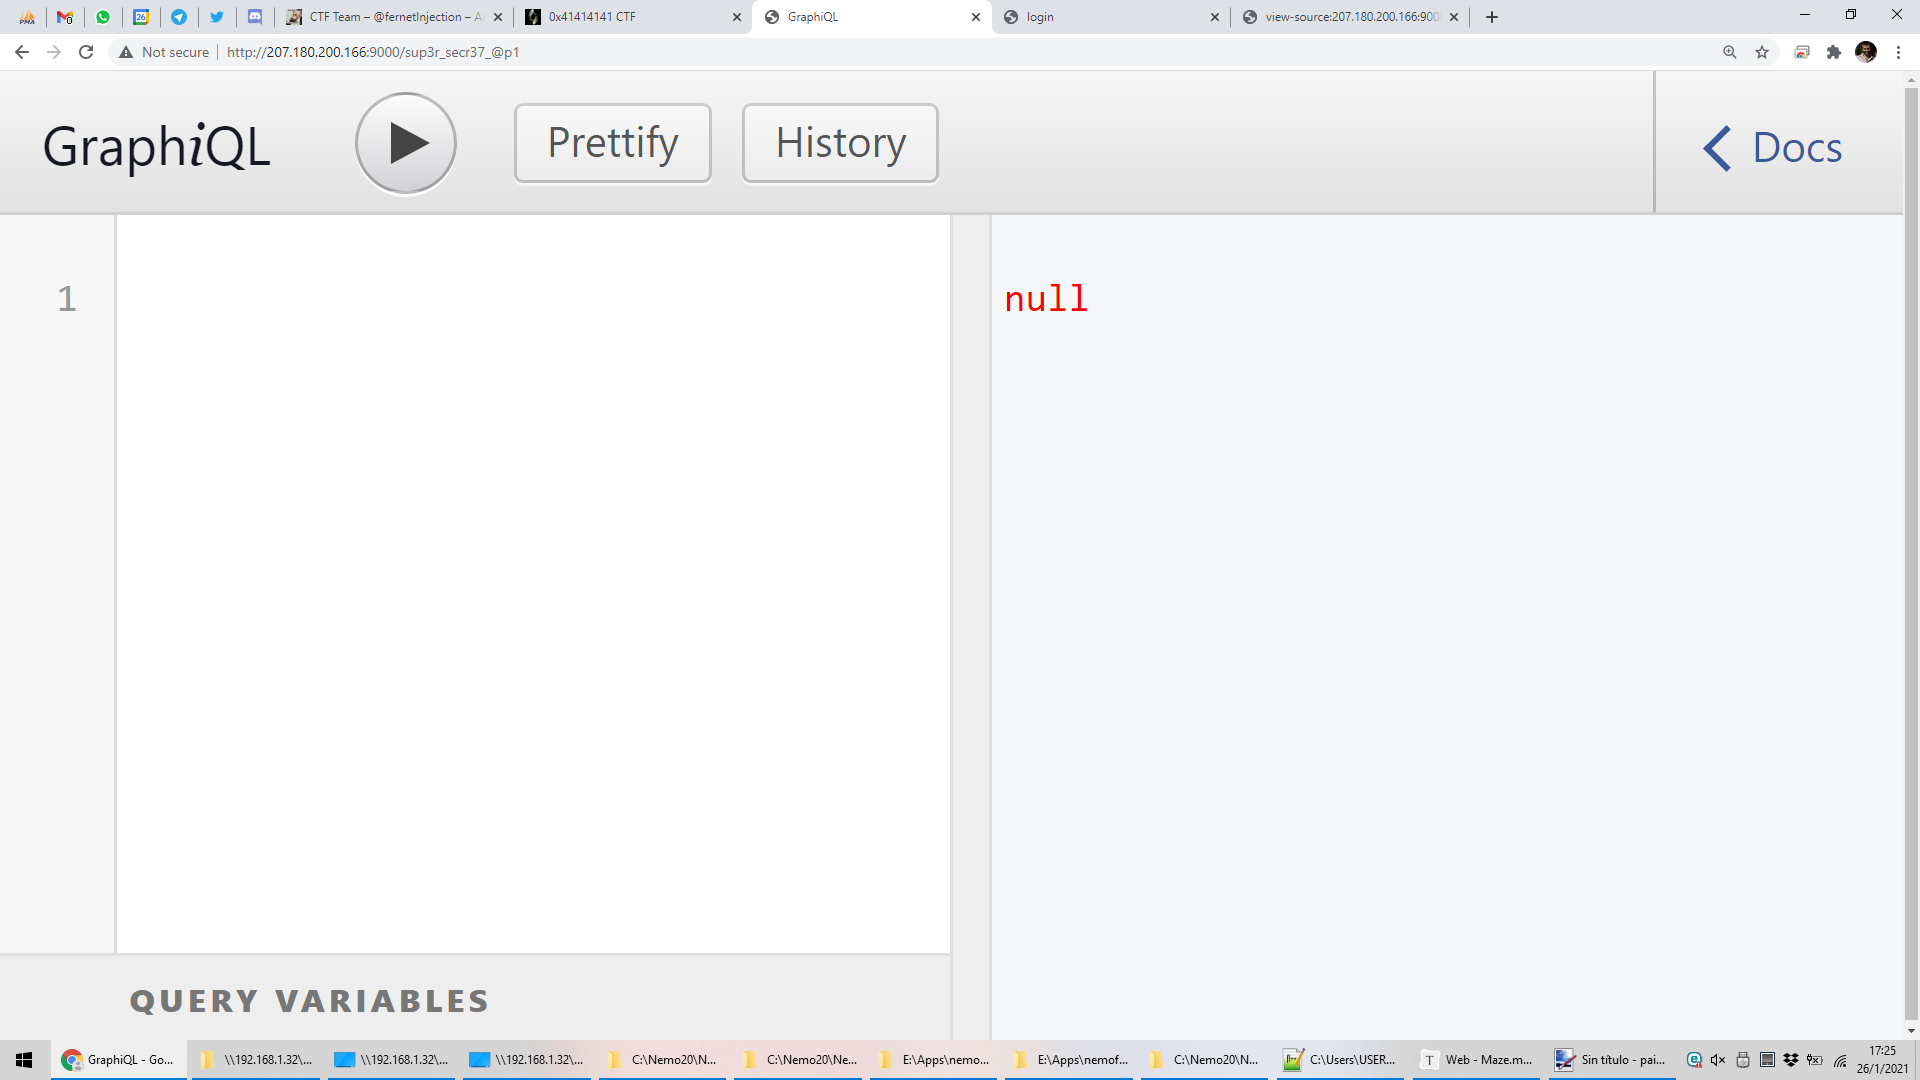 CTF Team – @fernetInjection – A
0x41414141 CTF
GraphiQL
login
view-source:207.180.200.166:900
Not secure
http://207.180.200.166:9000/sup3r_secr37_@p1
GraphiQL
Prettify
History
Docs
1
null
QUERY VARIABLES
GraphiQL - Go...
\\192.168.1.32\...
\\192.168.1.32\...
\\192.168.1.32\...
C:\Nemo20\N...
C:\Nemo20\Ne...
E:\Apps\nemo...
E:\Apps\nemof...
C:\Nemo20\N...
C:\Users\USER...
Web - Maze.m...
Sin título - pai...
17:25
26/1/2021